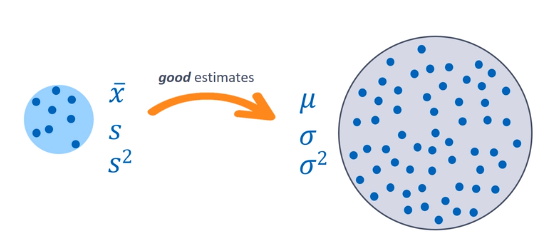 x̄
s
s²
good estimates
μ
σ
σ²